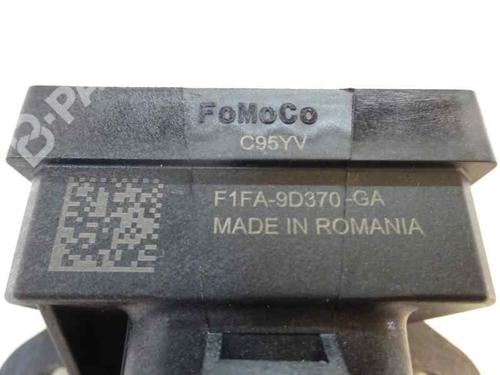 FoMoCo
C95YV
F1FA-9D370-GA
MADE IN ROMANIA